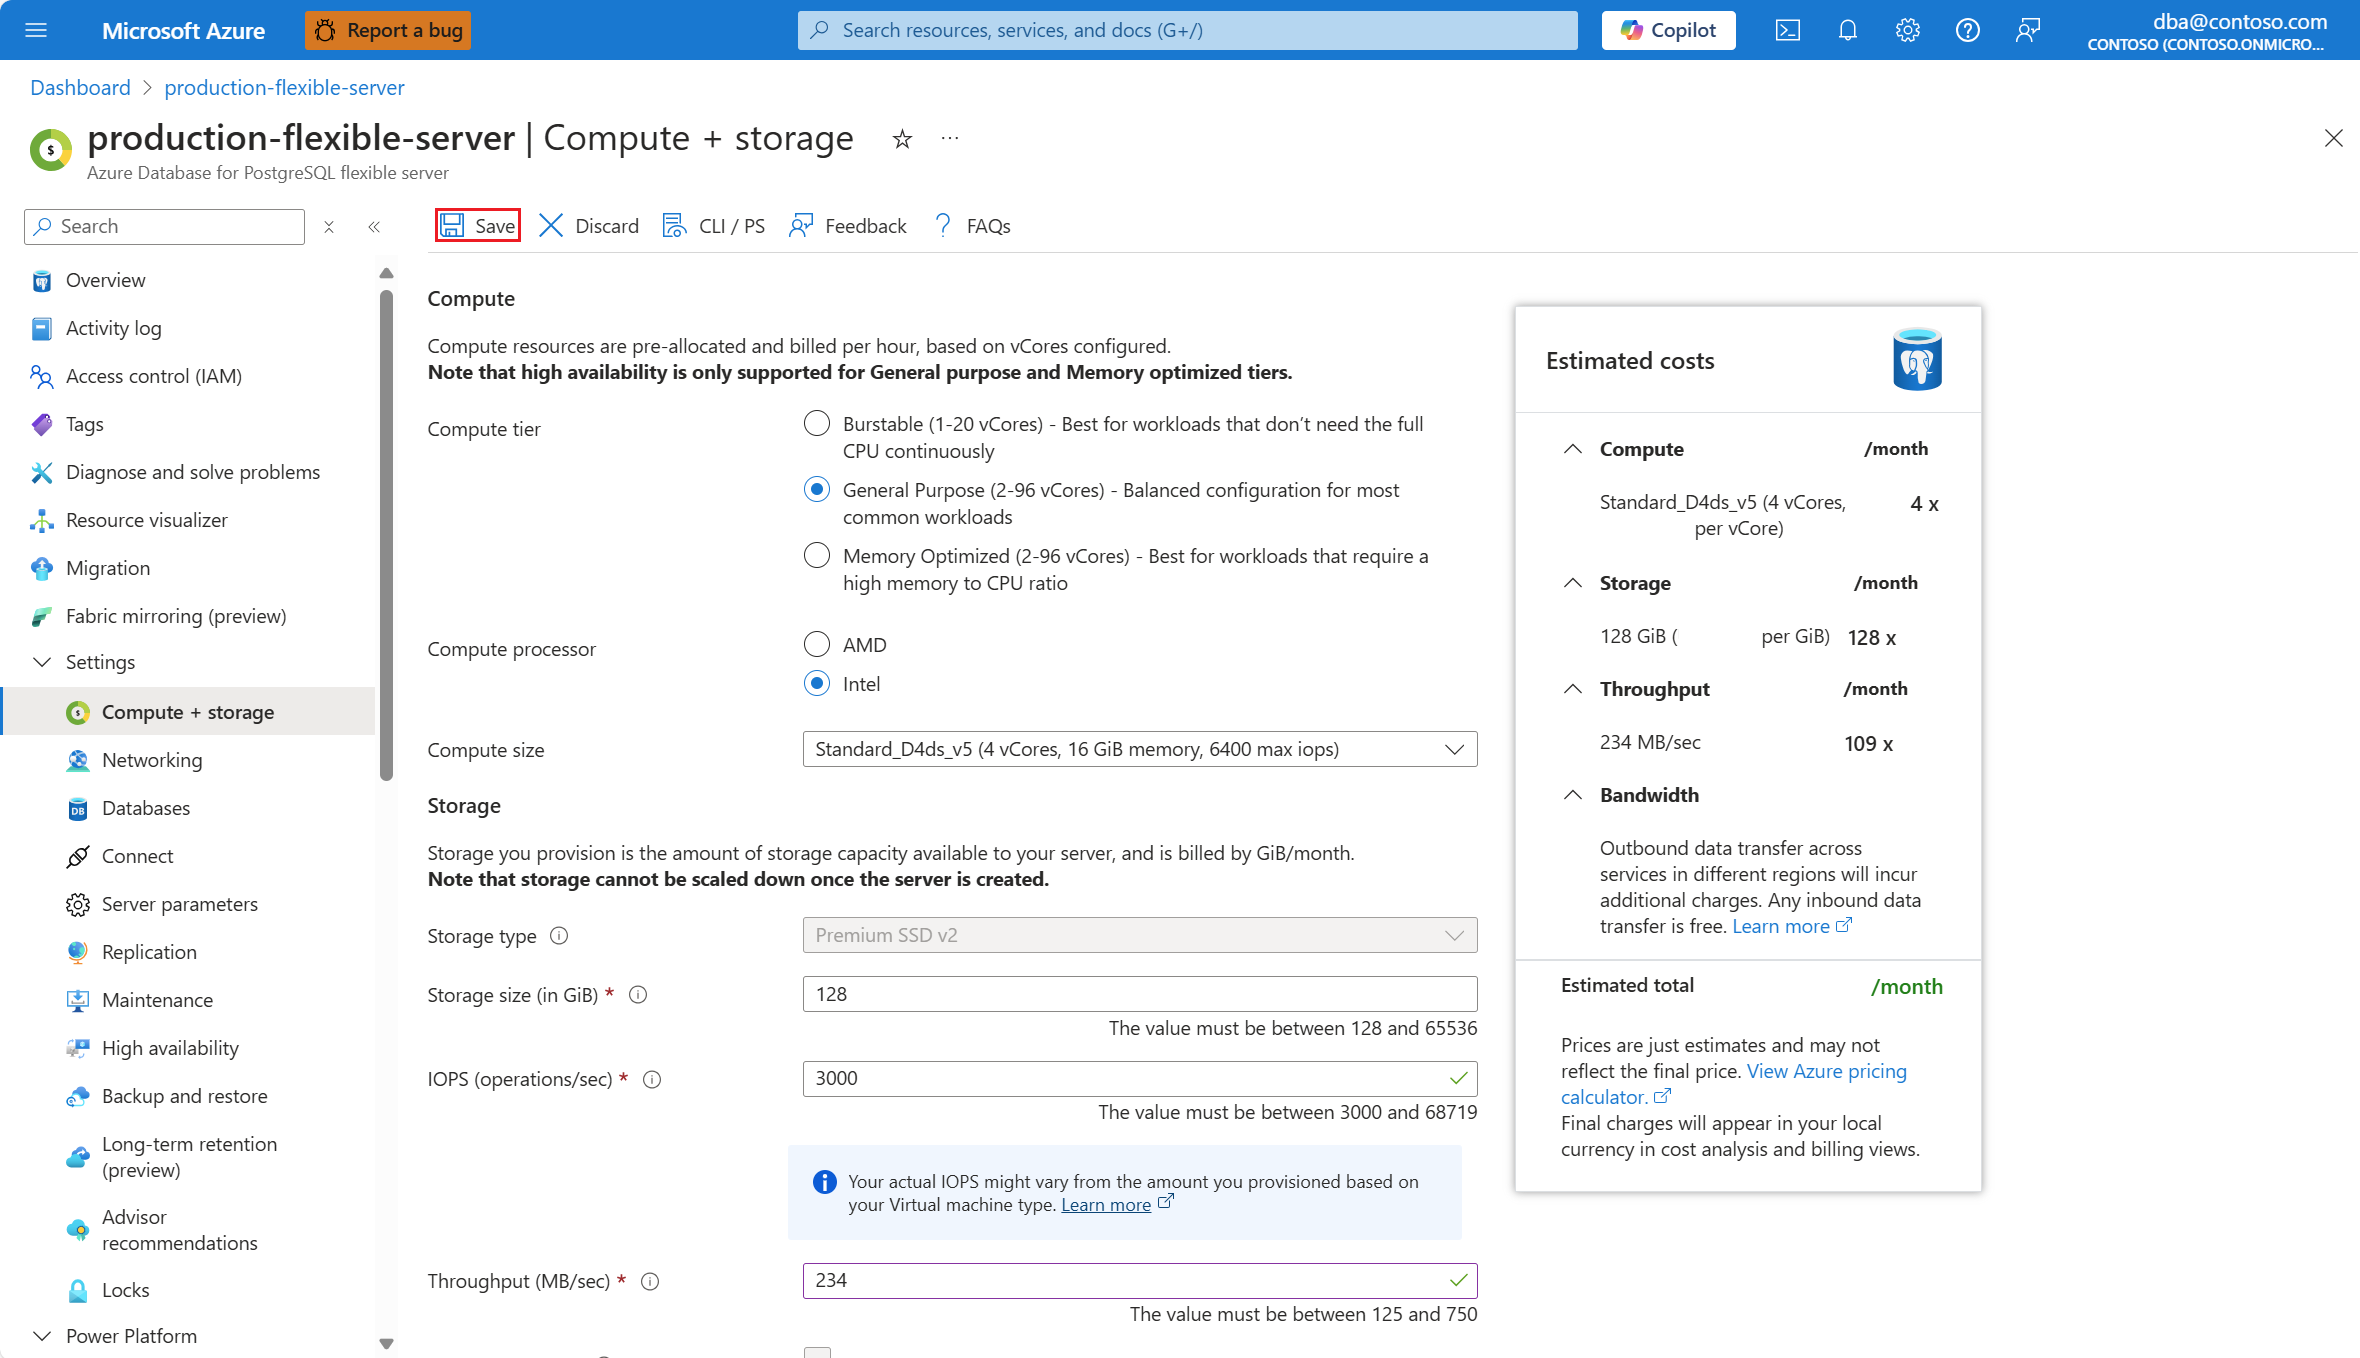 Microsoft Azure
Report a bug
Search resources, services, and docs (G+/)
Copilot
dba@contoso.com
CONTOSO (CONTOSO.ONMICRO...
Dashboard > production-flexible-server
production-flexible-server | Compute + storage
Azure Database for PostgreSQL flexible server
Search
Save
Discard
CLI / PS
Feedback
FAQs
Overview
Activity log
Access control (IAM)
Tags
Diagnose and solve problems
Resource visualizer
Migration
Fabric mirroring (preview)
Settings
Compute + storage
Networking
Databases
Connect
Server parameters
Replication
Maintenance
High availability
Backup and restore
Long-term retention
(preview)
Advisor
recommendations
Locks
Power Platform
Compute
Compute resources are pre-allocated and billed per hour, based on vCores configured.
Note that high availability is only supported for General purpose and Memory optimized tiers.
Compute tier
Burstable (1-20 vCores) - Best for workloads that don’t need the full
CPU continuously
General Purpose (2-96 vCores) - Balanced configuration for most
common workloads
Memory Optimized (2-96 vCores) - Best for workloads that require a
high memory to CPU ratio
Compute processor
AMD
Intel
Compute size
Standard_D4ds_v5 (4 vCores, 16 GiB memory, 6400 max iops)
Storage
Storage you provision is the amount of storage capacity available to your server, and is billed by GiB/month.
Note that storage cannot be scaled down once the server is created.
Storage type
Premium SSD v2
Storage size (in GiB) *
128
The value must be between 128 and 65536
IOPS (operations/sec) *
3000
The value must be between 3000 and 68719
Your actual IOPS might vary from the amount you provisioned based on
your Virtual machine type. Learn more
Throughput (MB/sec) *
234
The value must be between 125 and 750
Estimated costs
Compute /month
Standard_D4ds_v5 (4 vCores, 4 x
per vCore)
Storage /month
128 GiB ( per GiB) 128 x
Throughput /month
234 MB/sec 109 x
Bandwidth
Outbound data transfer across
services in different regions will incur
additional charges. Any inbound data
transfer is free. Learn more
Estimated total /month
Prices are just estimates and may not
reflect the final price. View Azure pricing
calculator.
Final charges will appear in your local
currency in cost analysis and billing views.